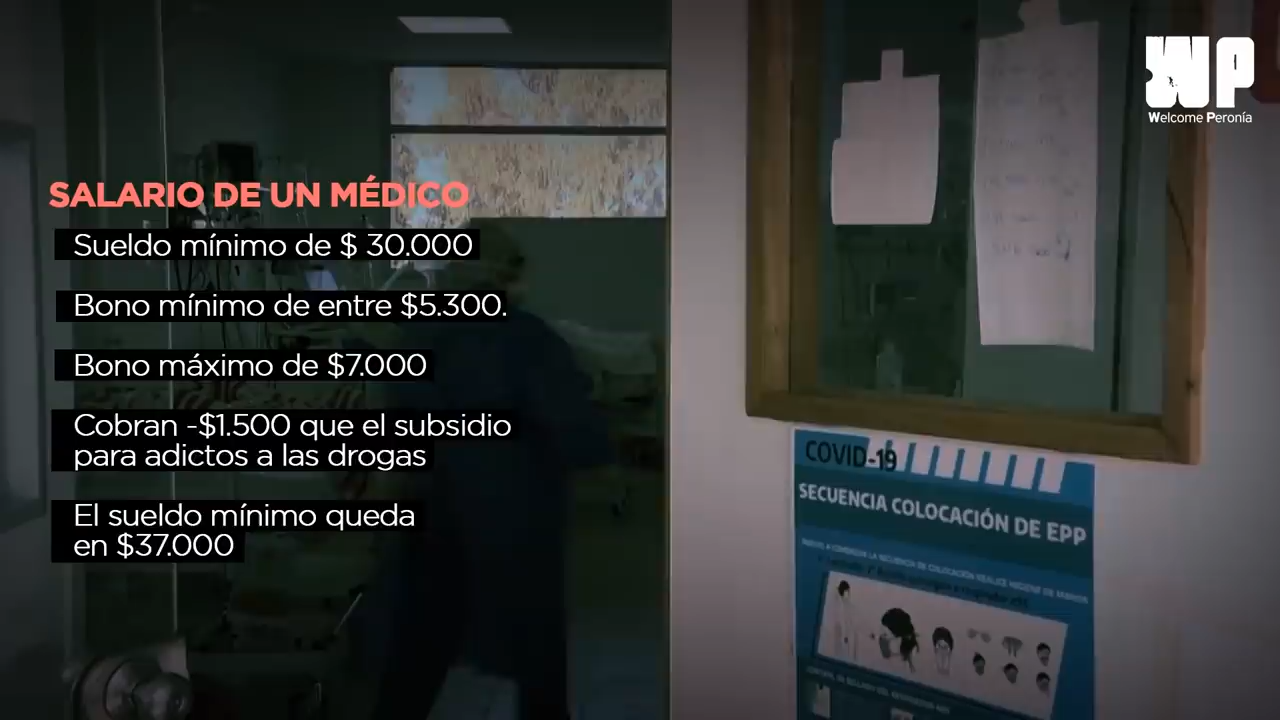 WP
Welcome Peronía
SALARIO DE UN MÉDICO
Sueldo mínimo de $ 30.000
Bono mínimo de entre $5.300.
Bono máximo de $7.000
Cobran -$1.500 que el subsidio
para adictos a las drogas
El sueldo mínimo queda
en $37.000
COVID-19
SECUENCIA COLOCACIÓN DE EPP